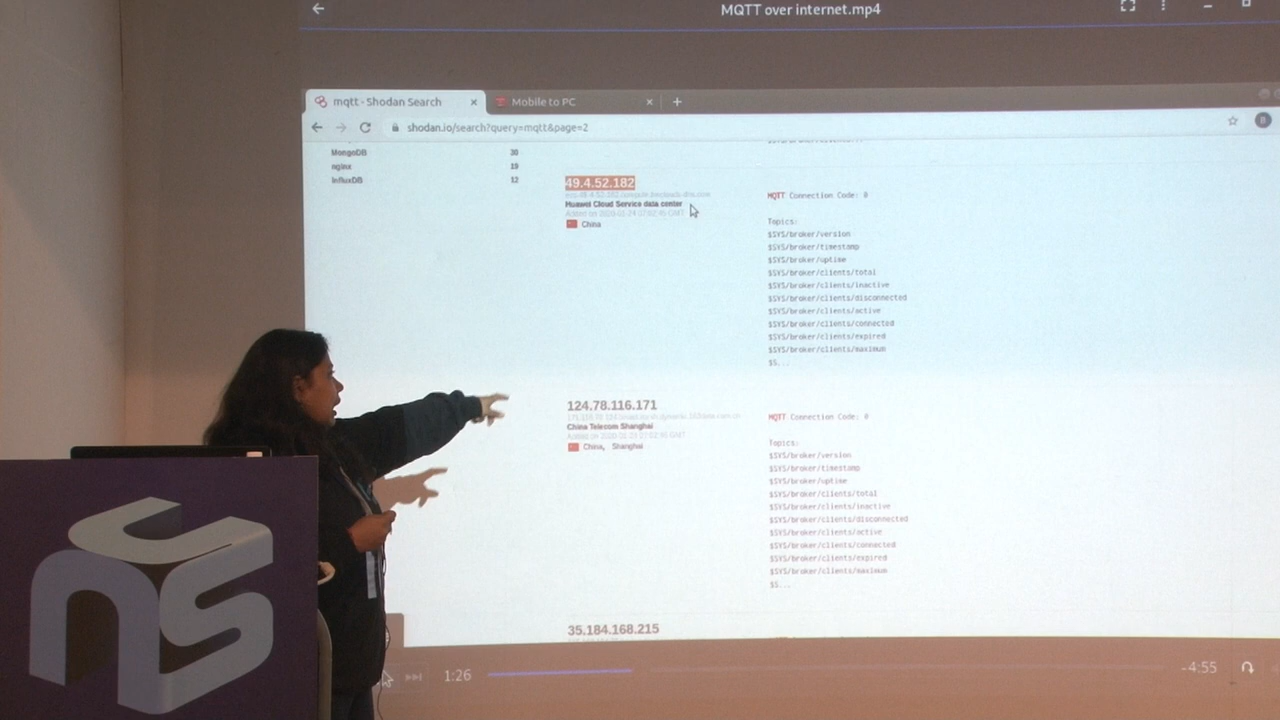 MQTT over internet.mp4
mqtt - Shodan Search
Mobile to PC
shodan.io/search?query=mqtt&page=2
MongoDB 30
nginx 19
InfluxDB 12
49.4.52.182
Huawei Cloud Service data center
China
MQTT Connection Code: 0
Topics:
$SYS/broker/version
$SYS/broker/timestamp
$SYS/broker/uptime
$SYS/broker/clients/total
$SYS/broker/clients/inactive
$SYS/broker/clients/disconnected
$SYS/broker/clients/active
$SYS/broker/clients/connected
$SYS/broker/clients/expired
$SYS/broker/clients/maximum
$S...
124.78.116.171
China Telecom Shanghai
China, Shanghai
MQTT Connection Code: 0
Topics:
$SYS/broker/version
$SYS/broker/timestamp
$SYS/broker/uptime
$SYS/broker/clients/total
$SYS/broker/clients/inactive
$SYS/broker/clients/disconnected
$SYS/broker/clients/active
$SYS/broker/clients/connected
$SYS/broker/clients/expired
$SYS/broker/clients/maximum
$S...
35.184.168.215
1:26
-4:55